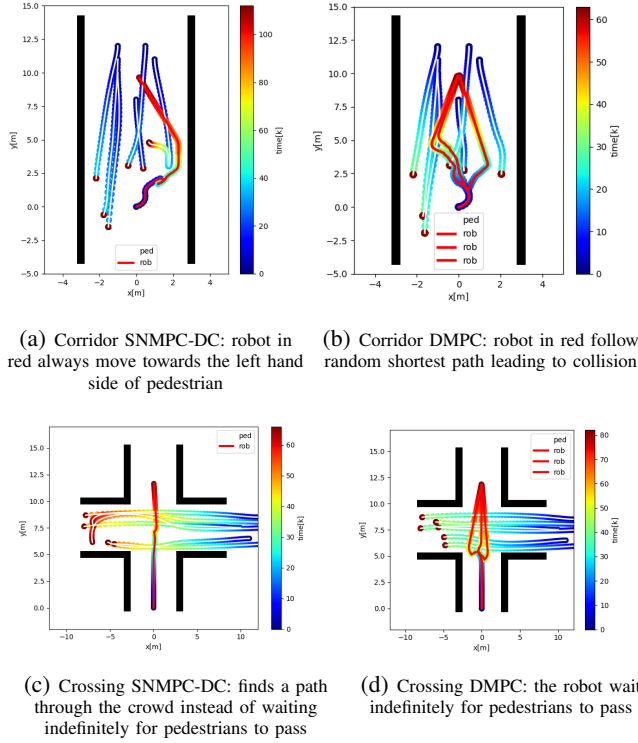 15.0
12.5
10.0
7.5
5.0
2.5
0.0
−2.5
−5.0
y[m]
−4
−2
0
2
4
x[m]
ped
rob
100
80
60
40
20
0
time[k]
15.0
12.5
10.0
7.5
5.0
2.5
0.0
−2.5
−5.0
y[m]
−4
−2
0
2
4
x[m]
ped
rob
rob
rob
60
50
40
30
20
10
0
time[k]
(a) Corridor SNMPC-DC: robot in
red always move towards the left hand
side of pedestrian
(b) Corridor DMPC: robot in red follow
random shortest path leading to collision
15.0
12.5
10.0
7.5
5.0
2.5
0.0
y[m]
−10
−5
0
5
10
x[m]
ped
rob
60
50
40
30
20
10
0
time[k]
15.0
12.5
10.0
7.5
5.0
2.5
0.0
y[m]
−10
−5
0
5
10
x[m]
ped
rob
rob
rob
80
70
60
50
40
30
20
10
0
time[k]
(c) Crossing SNMPC-DC: finds a path
through the crowd instead of waiting
indefinitely for pedestrians to pass
(d) Crossing DMPC: the robot wait
indefinitely for pedestrians to pass